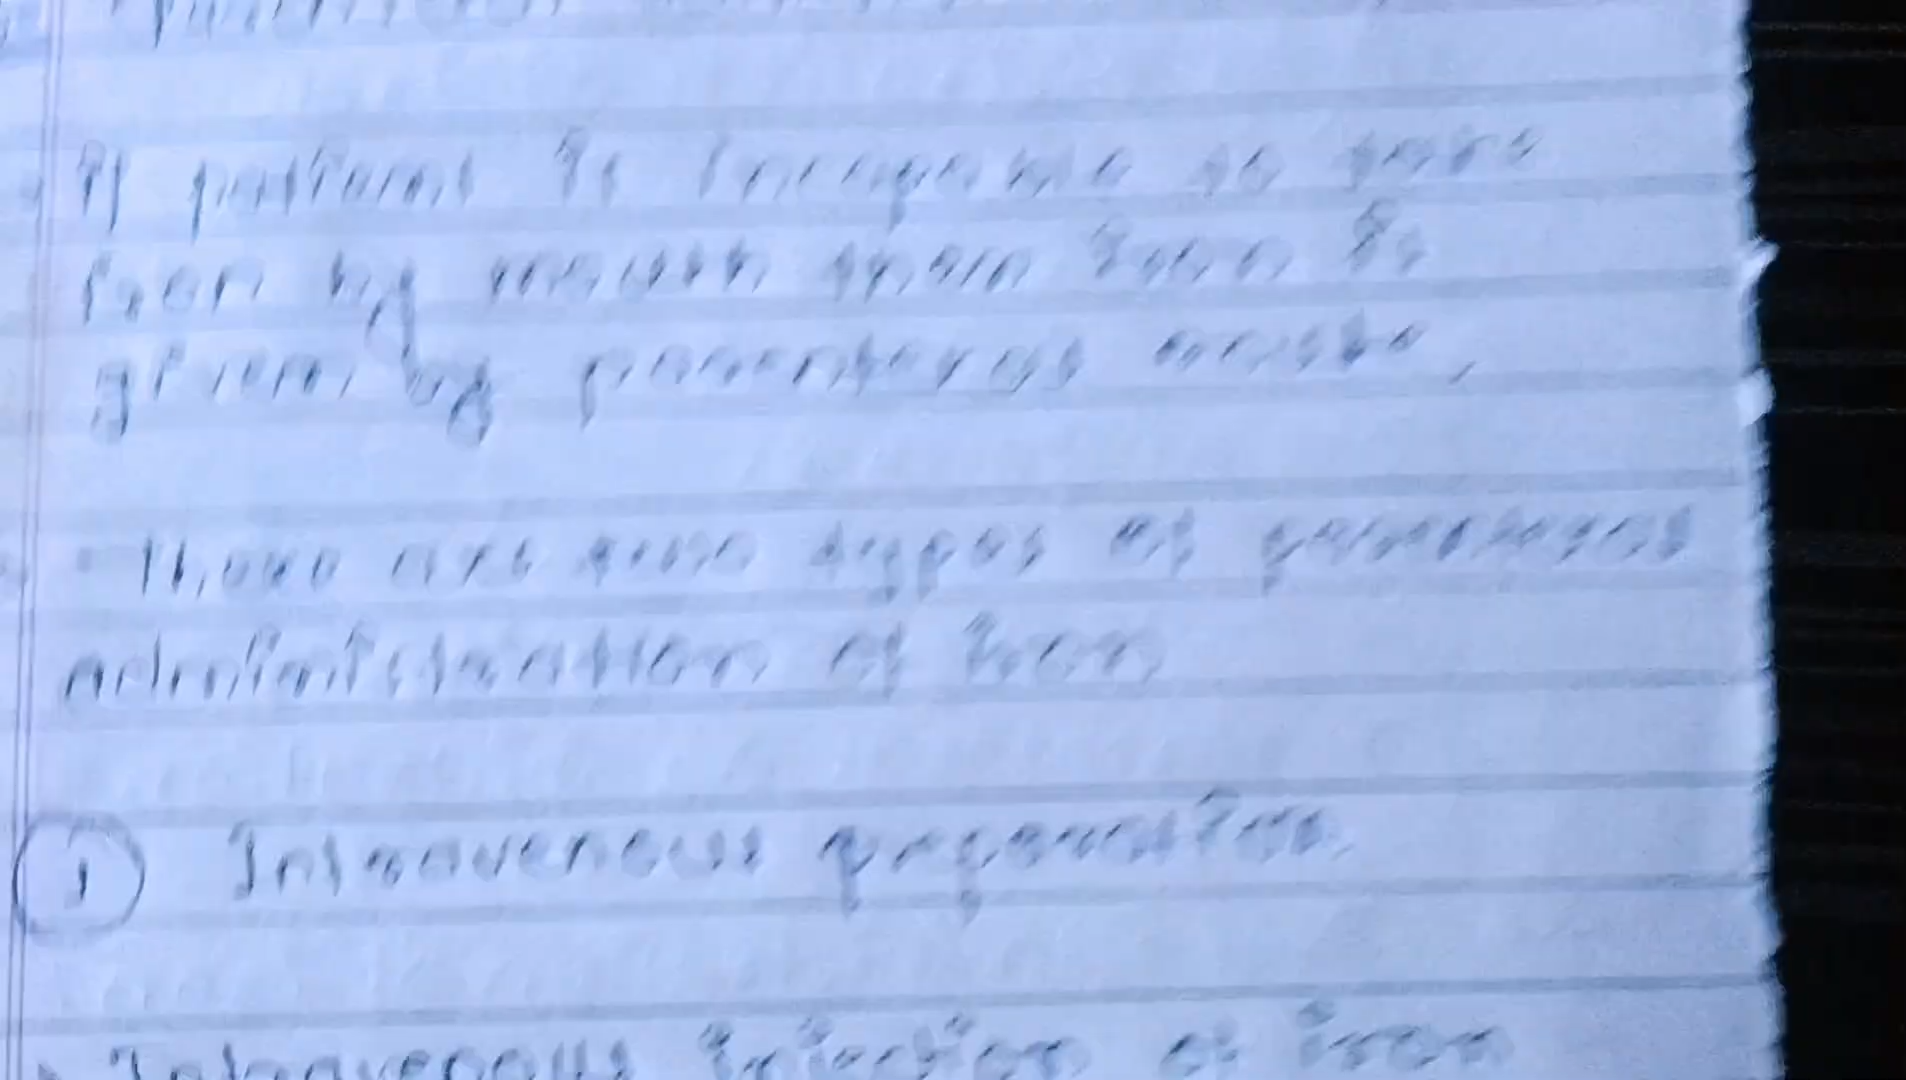 If patient is incapable to take
iron by mouth then iron is
given by parenteral route,
There are two types of parenteral
administration of iron
① Intravenous preparation,
Intravenous injection of iron